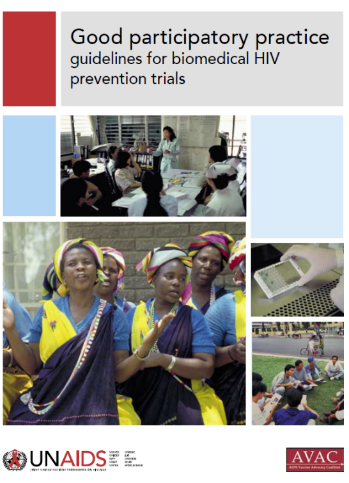 Good participatory practice
guidelines for biomedical HIV
prevention trials
UNAIDS
AVAC